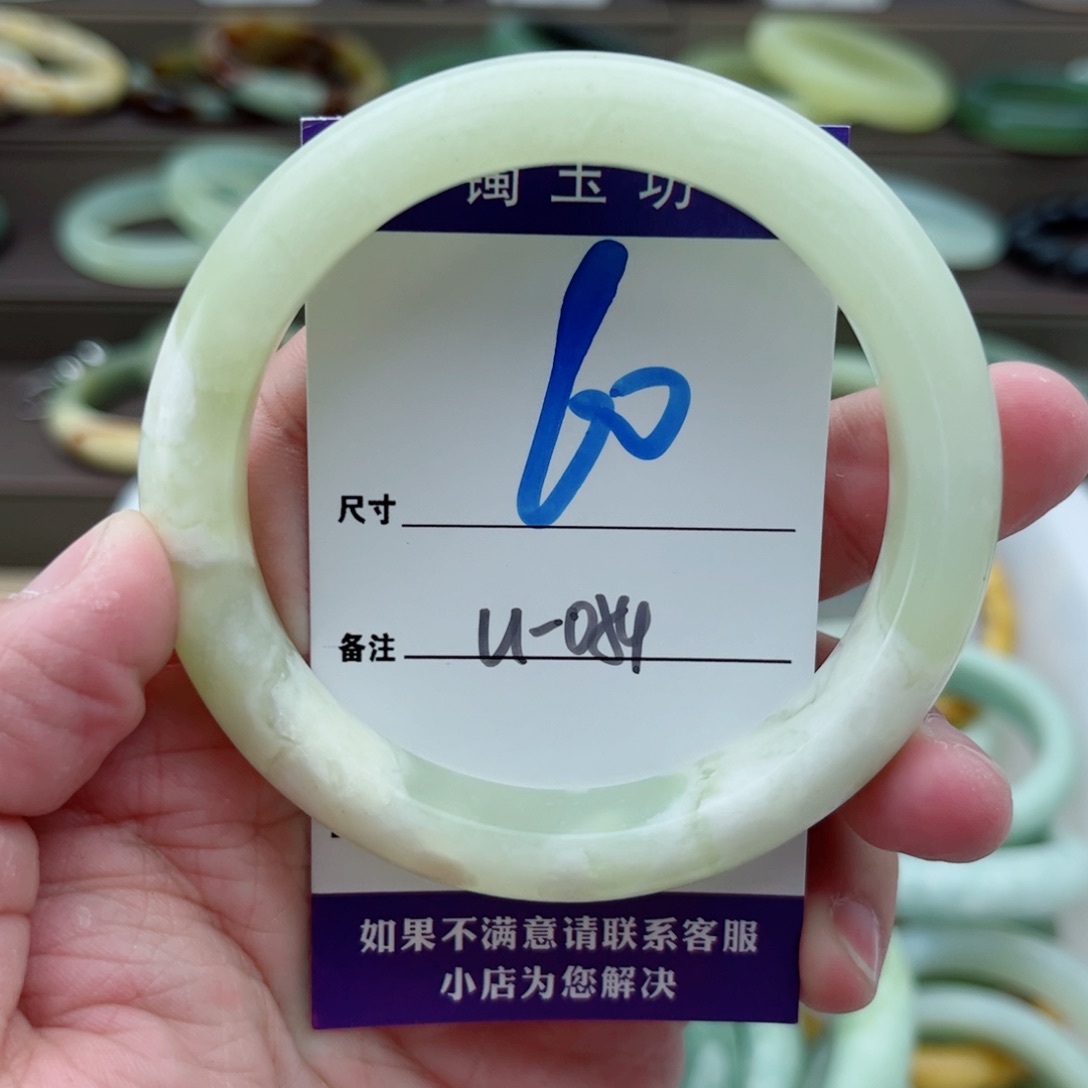 玉坊
60
尺寸
备注 U-084
如果不满意请联系客服
小店为您解决